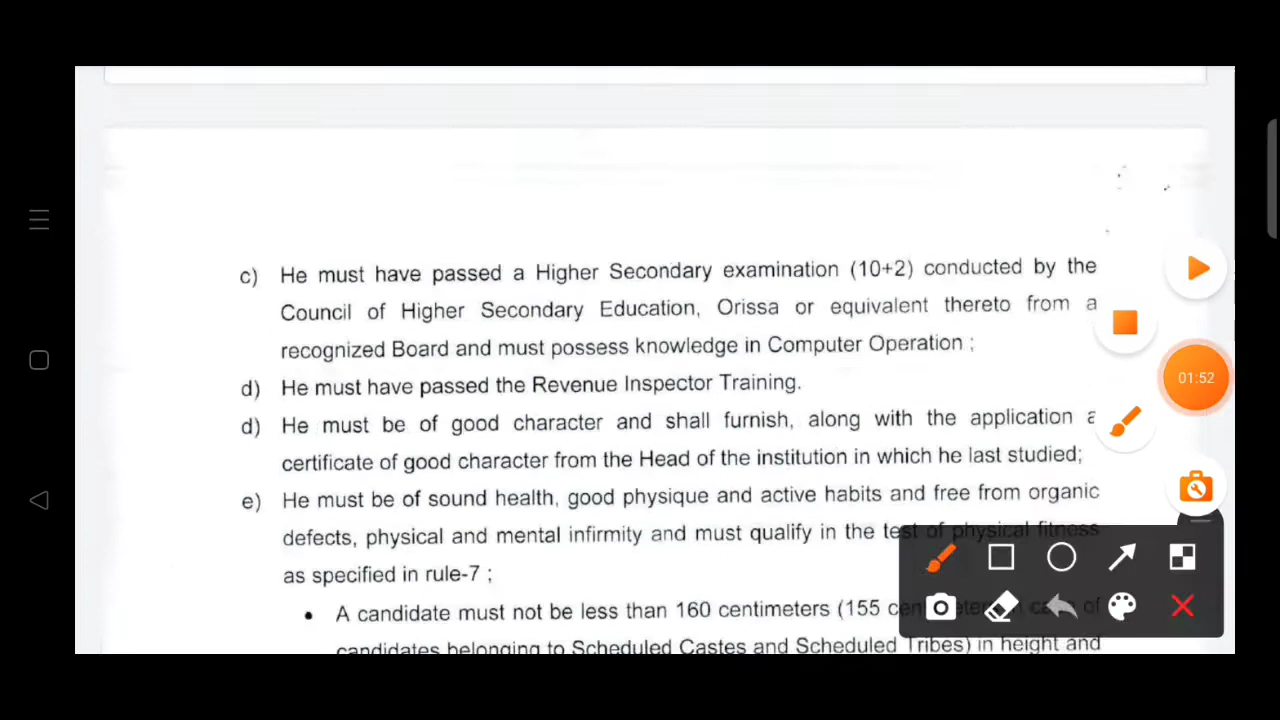 c) He must have passed a Higher Secondary examination (10+2) conducted by the
Council of Higher Secondary Education, Orissa or equivalent thereto from a
recognized Board and must possess knowledge in Computer Operation ;
d) He must have passed the Revenue Inspector Training.
d) He must be of good character and shall furnish, along with the application a
certificate of good character from the Head of the institution in which he last studied;
e) He must be of sound health, good physique and active habits and free from organic
defects, physical and mental infirmity and must qualify in the test of physical fitness
as specified in rule-7 ;
• A candidate must not be less than 160 centimeters (155 centimeters in case of
candidates belonging to Scheduled Castes and Scheduled Tribes) in height and
01:52